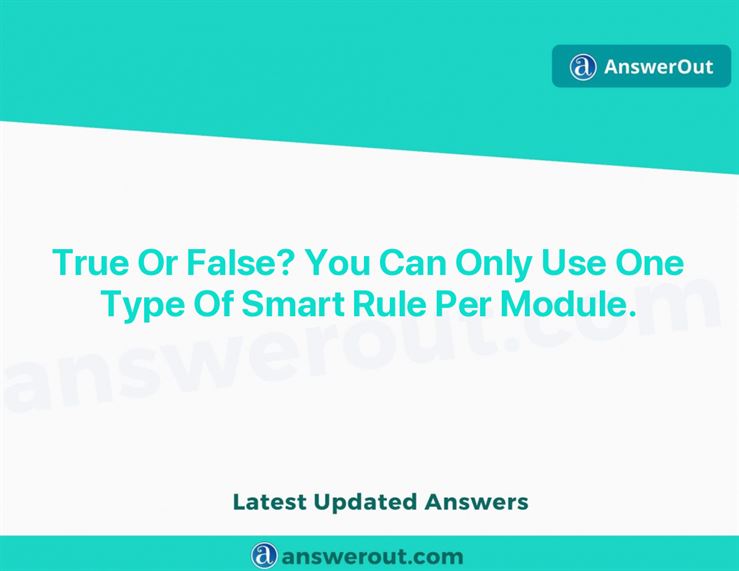 AnswerOut
True Or False? You Can Only Use One
Type Of Smart Rule Per Module.
answerout.com
Latest Updated Answers
answerout.com